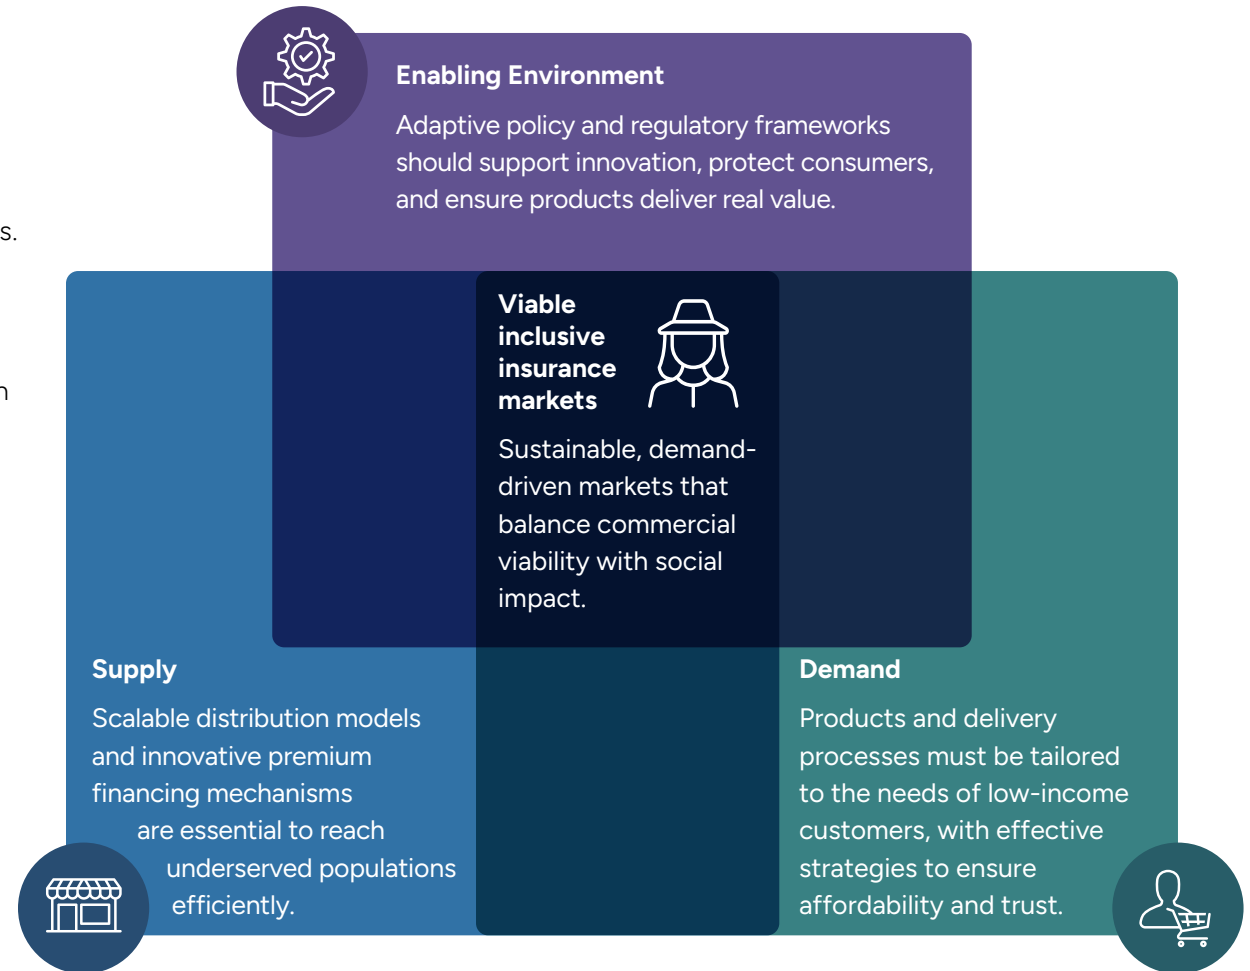 Enabling Environment
Adaptive policy and regulatory frameworks
should support innovation, protect consumers,
and ensure products deliver real value.
s.
n
Viable
inclusive
insurance
markets
Sustainable, demand-
driven markets that
balance commercial
viability with social
impact.
Supply
Scalable distribution models
and innovative premium
financing mechanisms
are essential to reach
underserved populations
efficiently.
Demand
Products and delivery
processes must be tailored
to the needs of low-income
customers, with effective
strategies to ensure
affordability and trust.